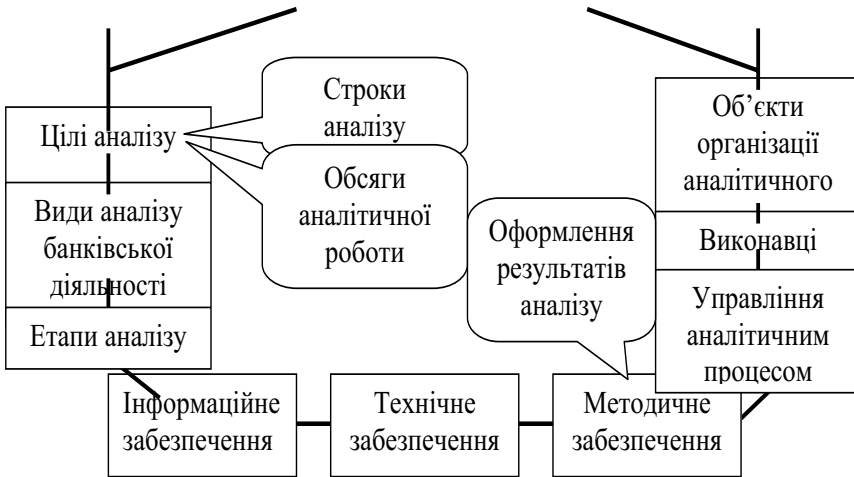 Цілі аналізу
Види аналізу
банківської
діяльності
Етапи аналізу
Строки
аналізу
Обсяги
аналітичної
роботи
Оформлення
результатів
аналізу
Об’єкти
організації
аналітичного
Виконавці
Управління
аналітичним
процесом
Інформаційне
забезпечення
Технічне
забезпечення
Методичне
забезпечення